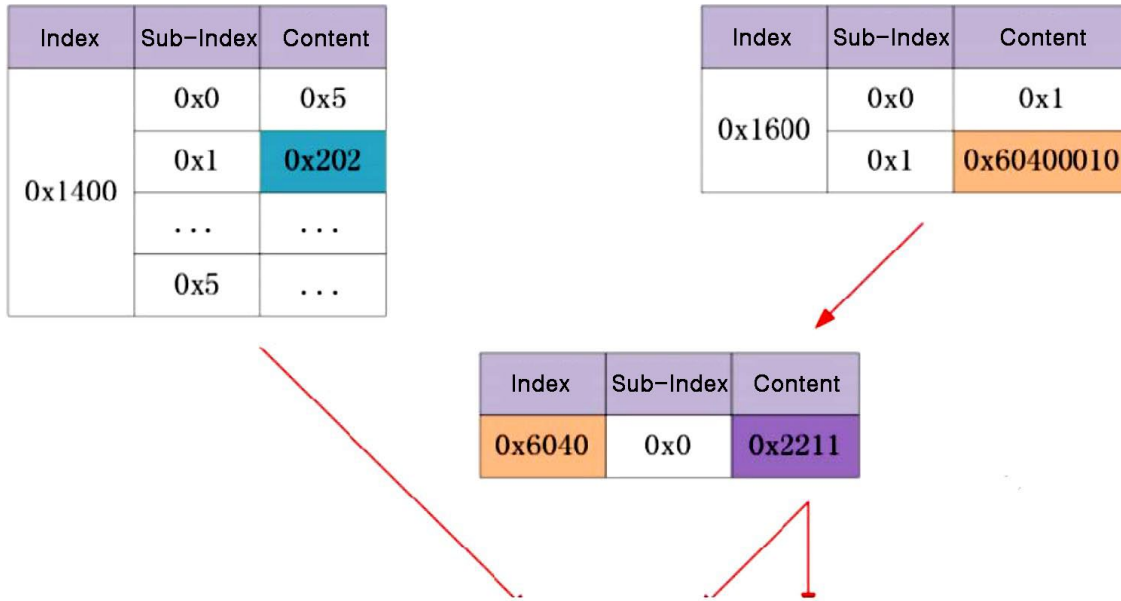 Index Sub-Index Content
0x1400
0x0 0x5
0x1 0x202
... ...
0x5 ...
Index Sub-Index Content
0x1600
0x0 0x1
0x1 0x60400010
Index Sub-Index Content
0x6040 0x0 0x2211